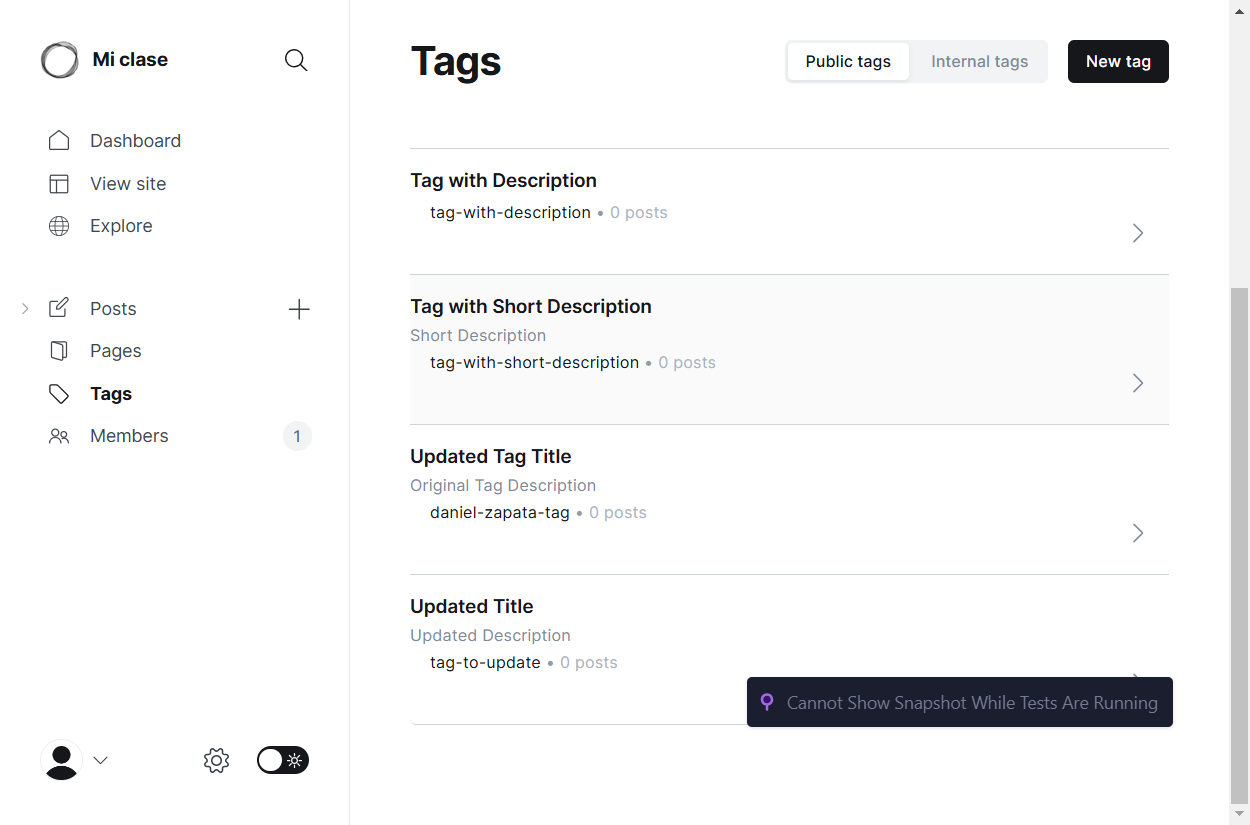 Mi clase
Dashboard
View site
Explore
Posts
Pages
Tags
Members 1
Tags
Public tags Internal tags New tag
Tag with Description
tag-with-description • 0 posts
Tag with Short Description
Short Description
tag-with-short-description • 0 posts
Updated Tag Title
Original Tag Description
daniel-zapata-tag • 0 posts
Updated Title
Updated Description
tag-to-update • 0 posts
Cannot Show Snapshot While Tests Are Running